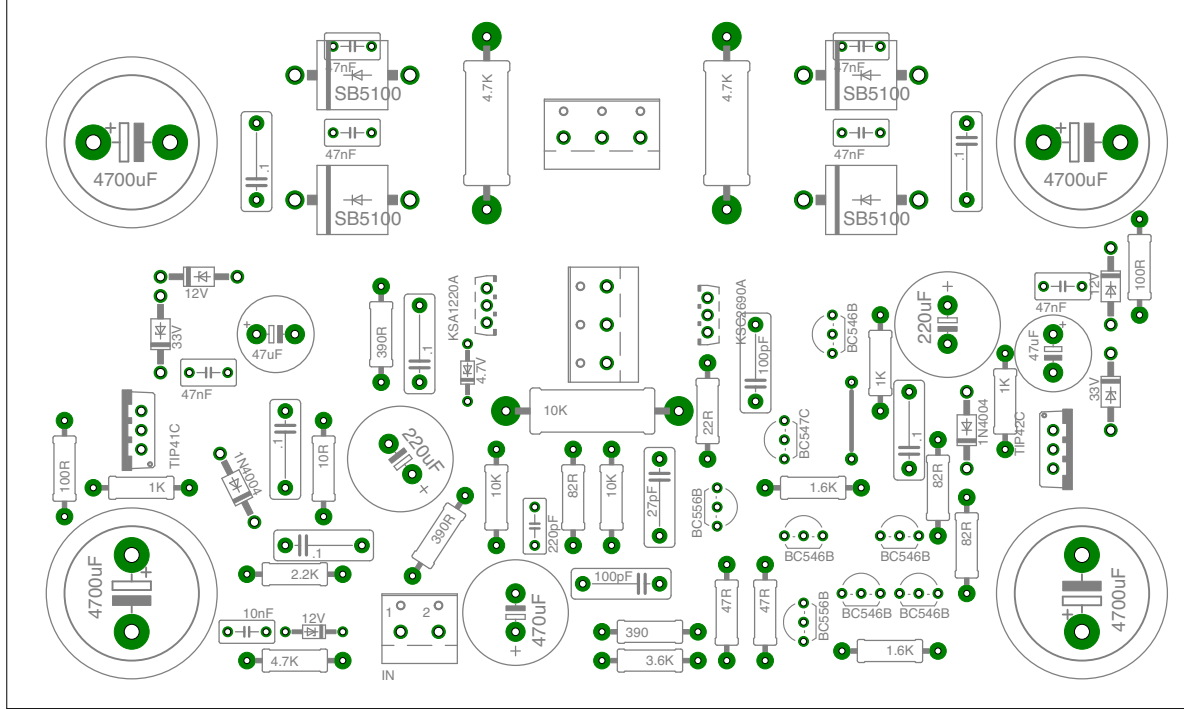 47nF
47nF
SB5100
SB5100
4.7K
4.7K
+
+
.1
.1
47nF
47nF
4700uF
4700uF
SB5100
SB5100
12V
33V
+
47uF
47nF
390R
.1
KSA1220A
4.7V
KSC2690A
100pF
BC546B
+
220uF
1K
47nF
12V
100R
+
47uF
33V
1K
10K
22R
BC547C
.1
1N4004
TIP42C
TIP41C
100R
1K
1N4004
.1
10R
220uF
+
390R
10K
220pF
82R
10K
27pF
BC556B
1.6K
82R
82R
BC546B
BC546B
.1
2.2K
4700uF
+
10nF
12V
4.7K
1
2
IN
470uF
+
100pF
390
3.6K
47R
47R
BC556B
BC546B
BC546B
1.6K
4700uF
+